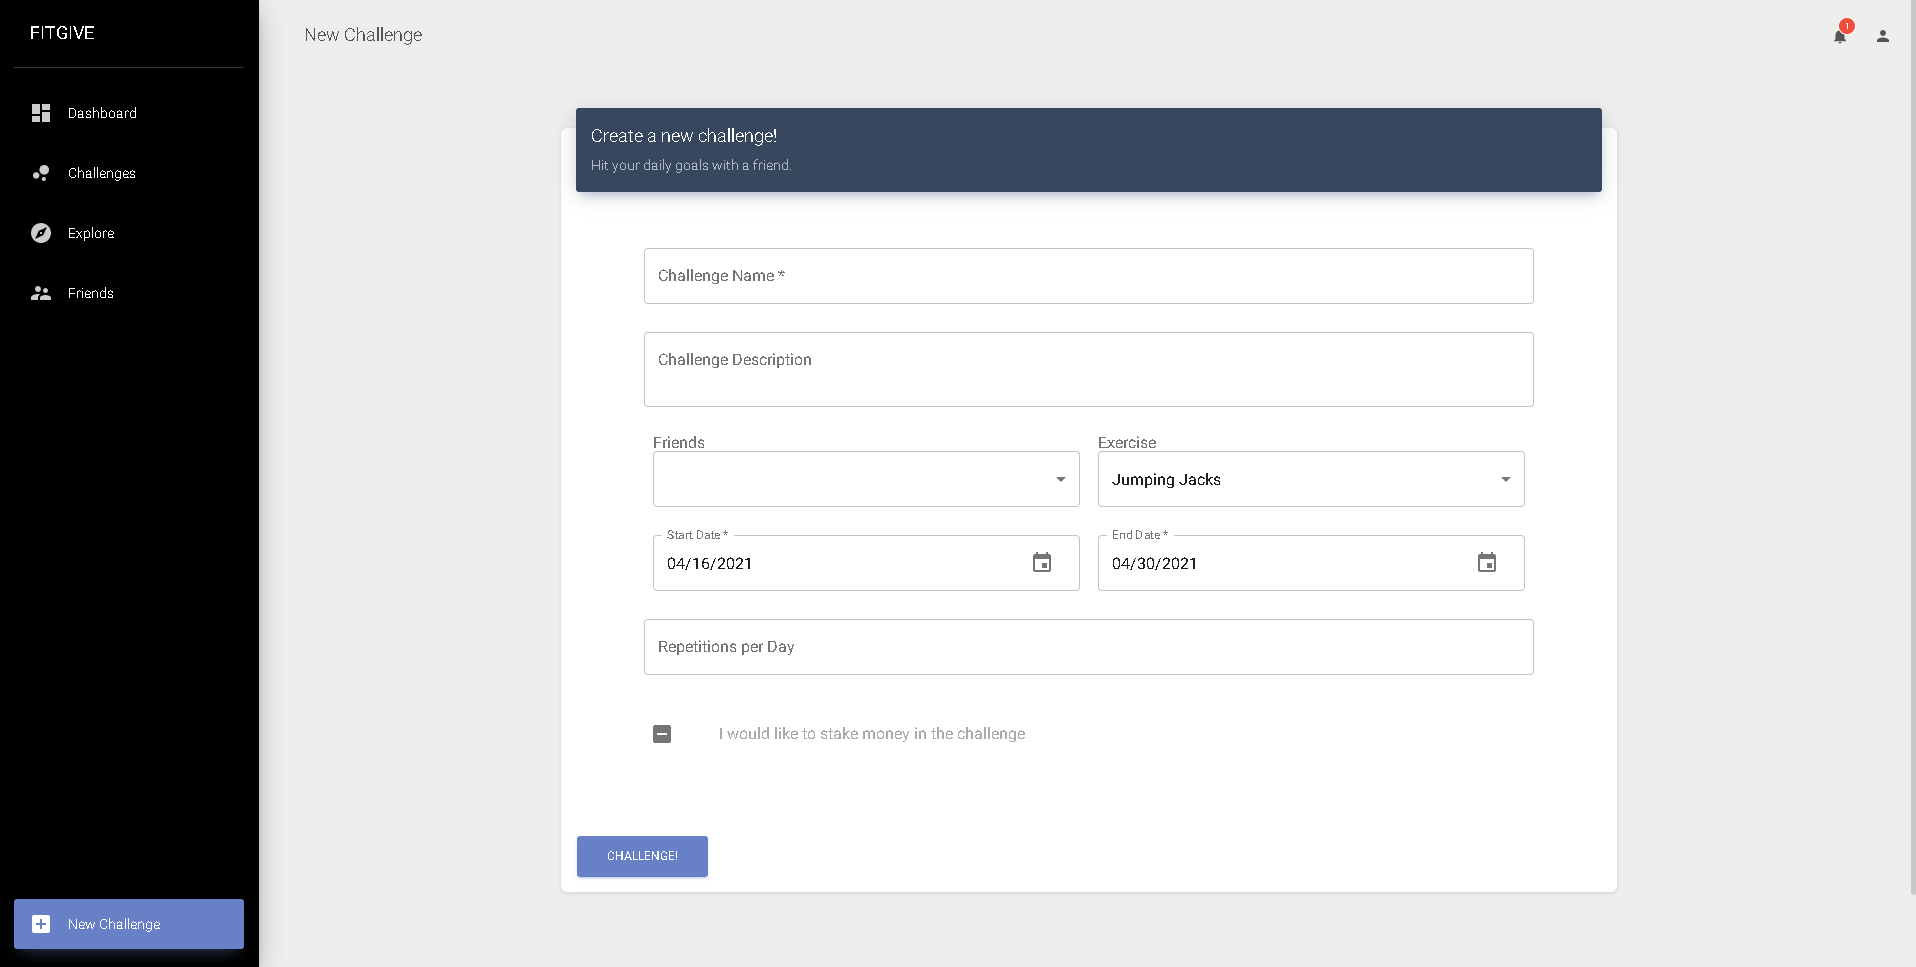 FITGIVE
Dashboard
Challenges
Explore
Friends
New Challenge
New Challenge
1
Create a new challenge!
Hit your daily goals with a friend.
Challenge Name *
Challenge Description
Friends
Exercise
Jumping Jacks
Start Date *
04/16/2021
End Date *
04/30/2021
Repetitions per Day
I would like to stake money in the challenge
CHALLENGE!